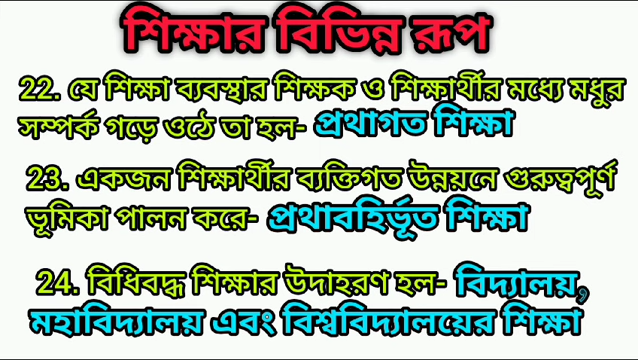 শিক্ষার বিভিন্ন রূপ
22. যে শিক্ষা ব্যবস্থার শিক্ষক ও শিক্ষার্থীর মধ্যে মধুর
সম্পর্ক গড়ে ওঠে তা হল- প্রথাগত শিক্ষা
23. একজন শিক্ষার্থীর ব্যক্তিগত উন্নয়নে গুরুত্বপূর্ণ
ভূমিকা পালন করে- প্রথাবহির্ভূত শিক্ষা
24. বিধিবদ্ধ শিক্ষার উদাহরণ হল- বিদ্যালয়,
মহাবিদ্যালয় এবং বিশ্ববিদ্যালয়ের শিক্ষা